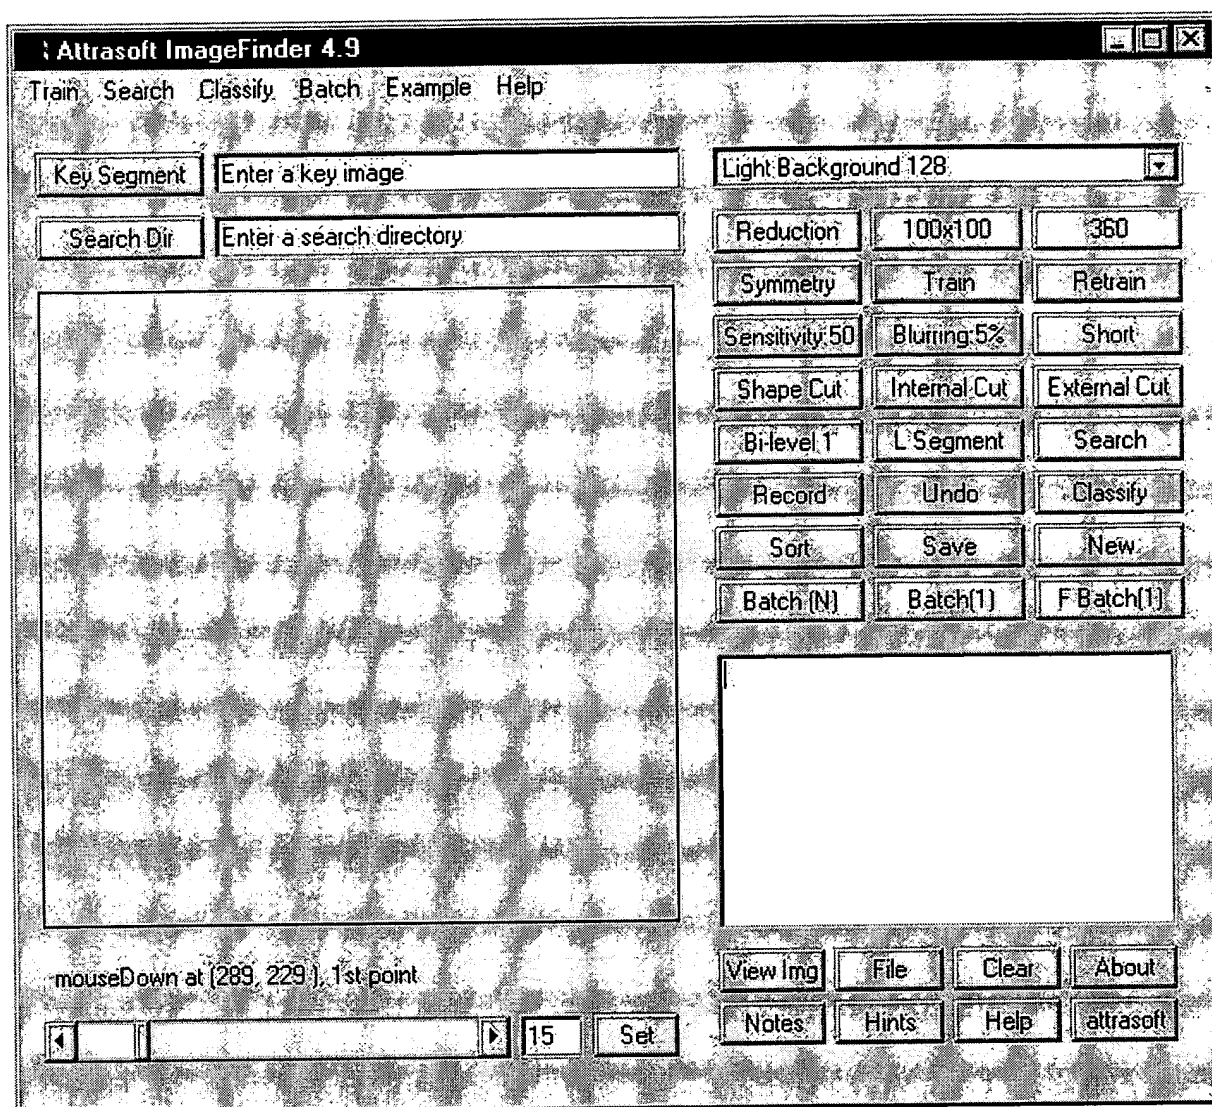 Attrasoft ImageFinder 4.9
Train Search Classify Batch Example Help
Key Segment Enter a key image Light Background 128
Search Dir Enter a search directory Reduction 100x100 360
Symmetry Train Retrain
Sensitivity:50 Blurring:5% Short
Shape Cut Internal Cut External Cut
Bi-level 1 L Segment Search
Record Undo Classify
Sort Save New
Batch (N) Batch(1) F Batch(1)
mouseDown at (289, 229 ), 1st point
View Img File Clear About
15 Set Notes Hints Help attrasoft